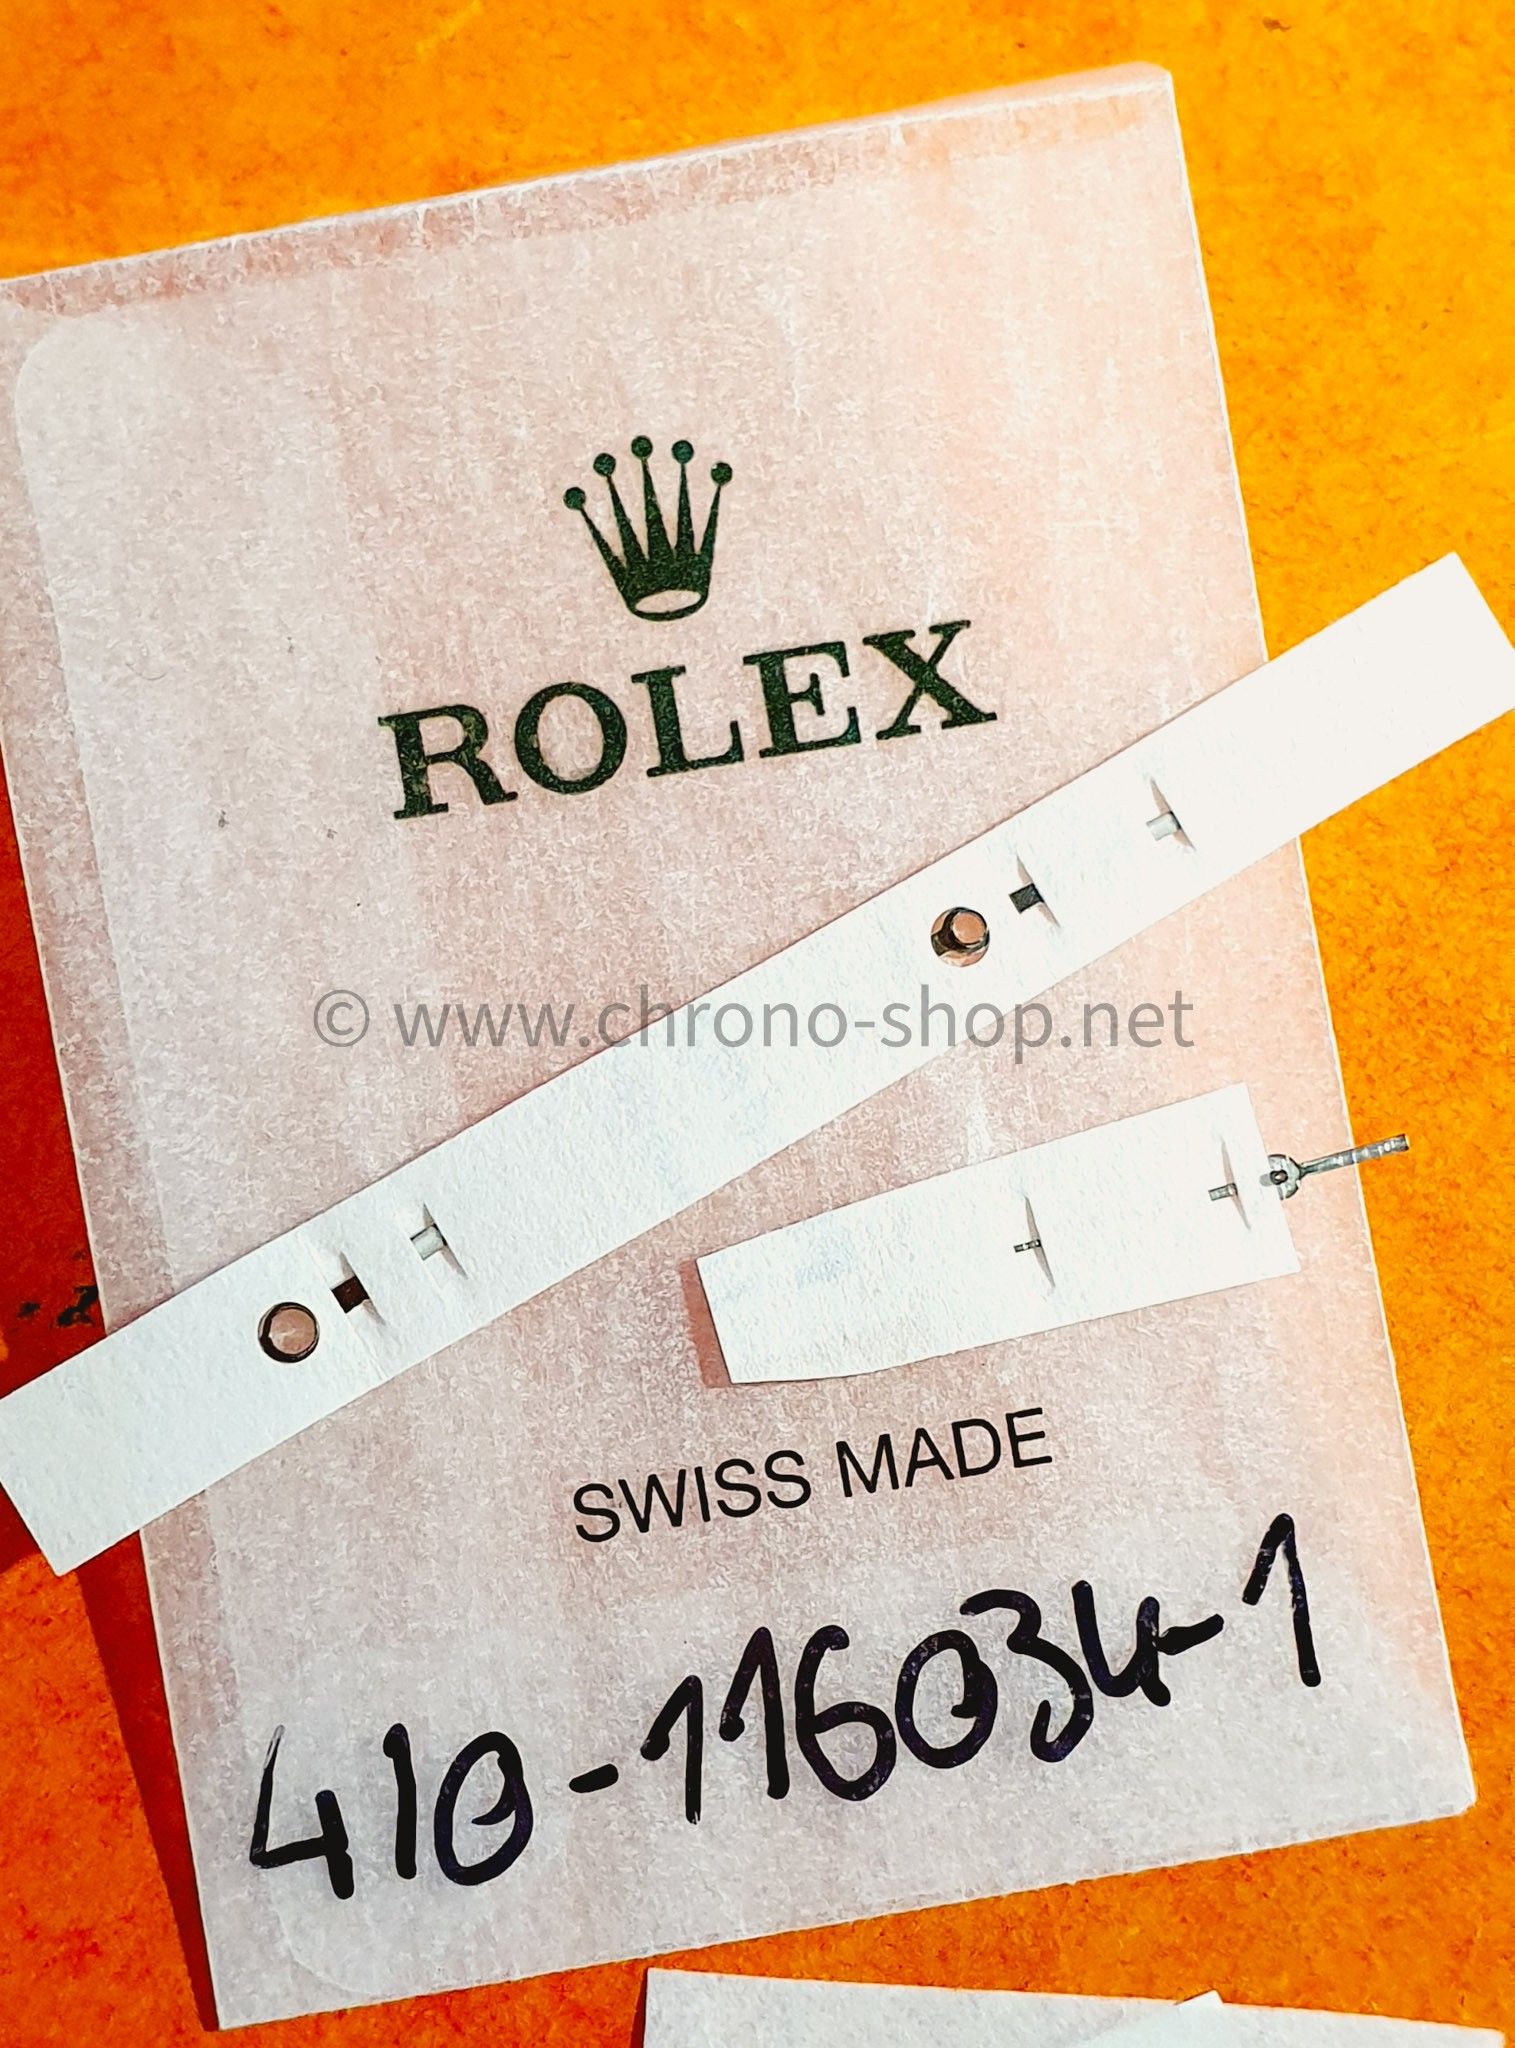 ROLEX
© www.chrono-shop.net
SWISS MADE
410-116034-1